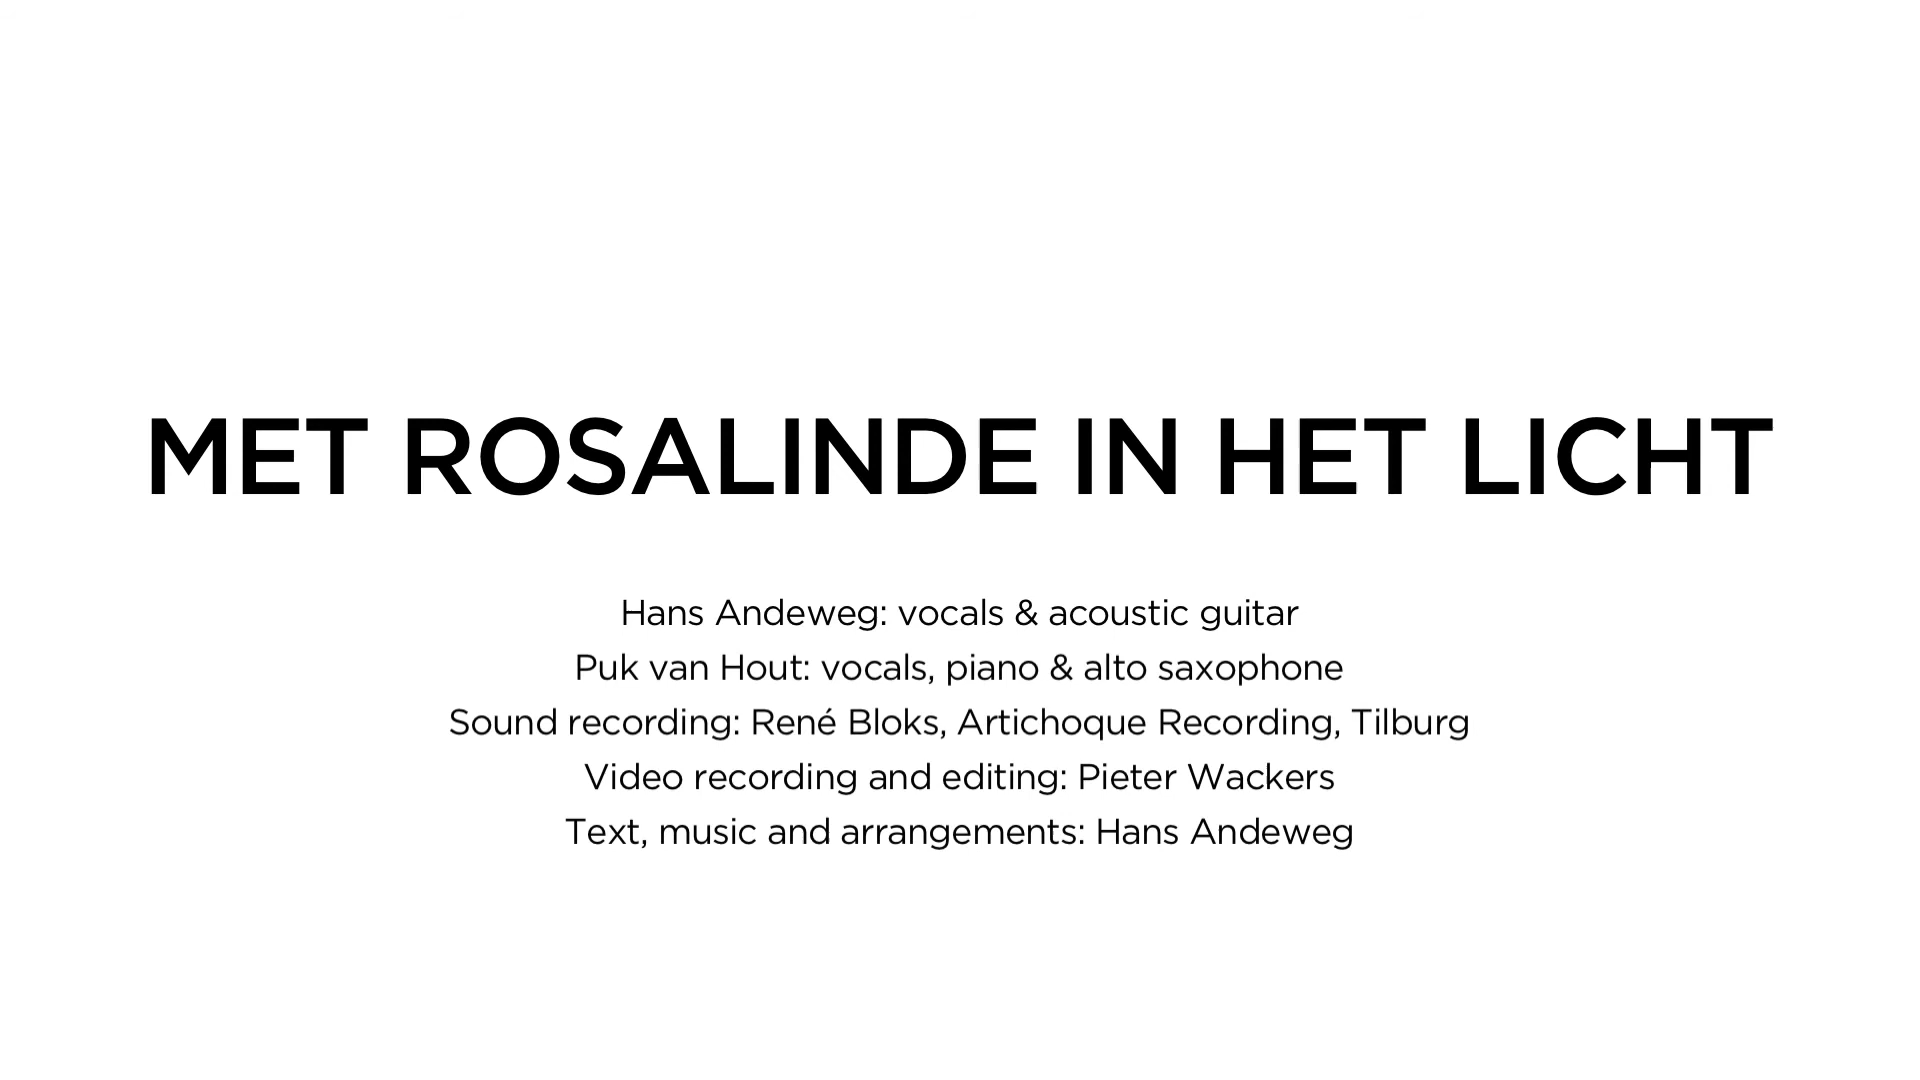 MET ROSALINDE IN HET LICHT
Hans Andeweg: vocals & acoustic guitar
Puk van Hout: vocals, piano & alto saxophone
Sound recording: René Bloks, Artichoque Recording, Tilburg
Video recording and editing: Pieter Wackers
Text, music and arrangements: Hans Andeweg